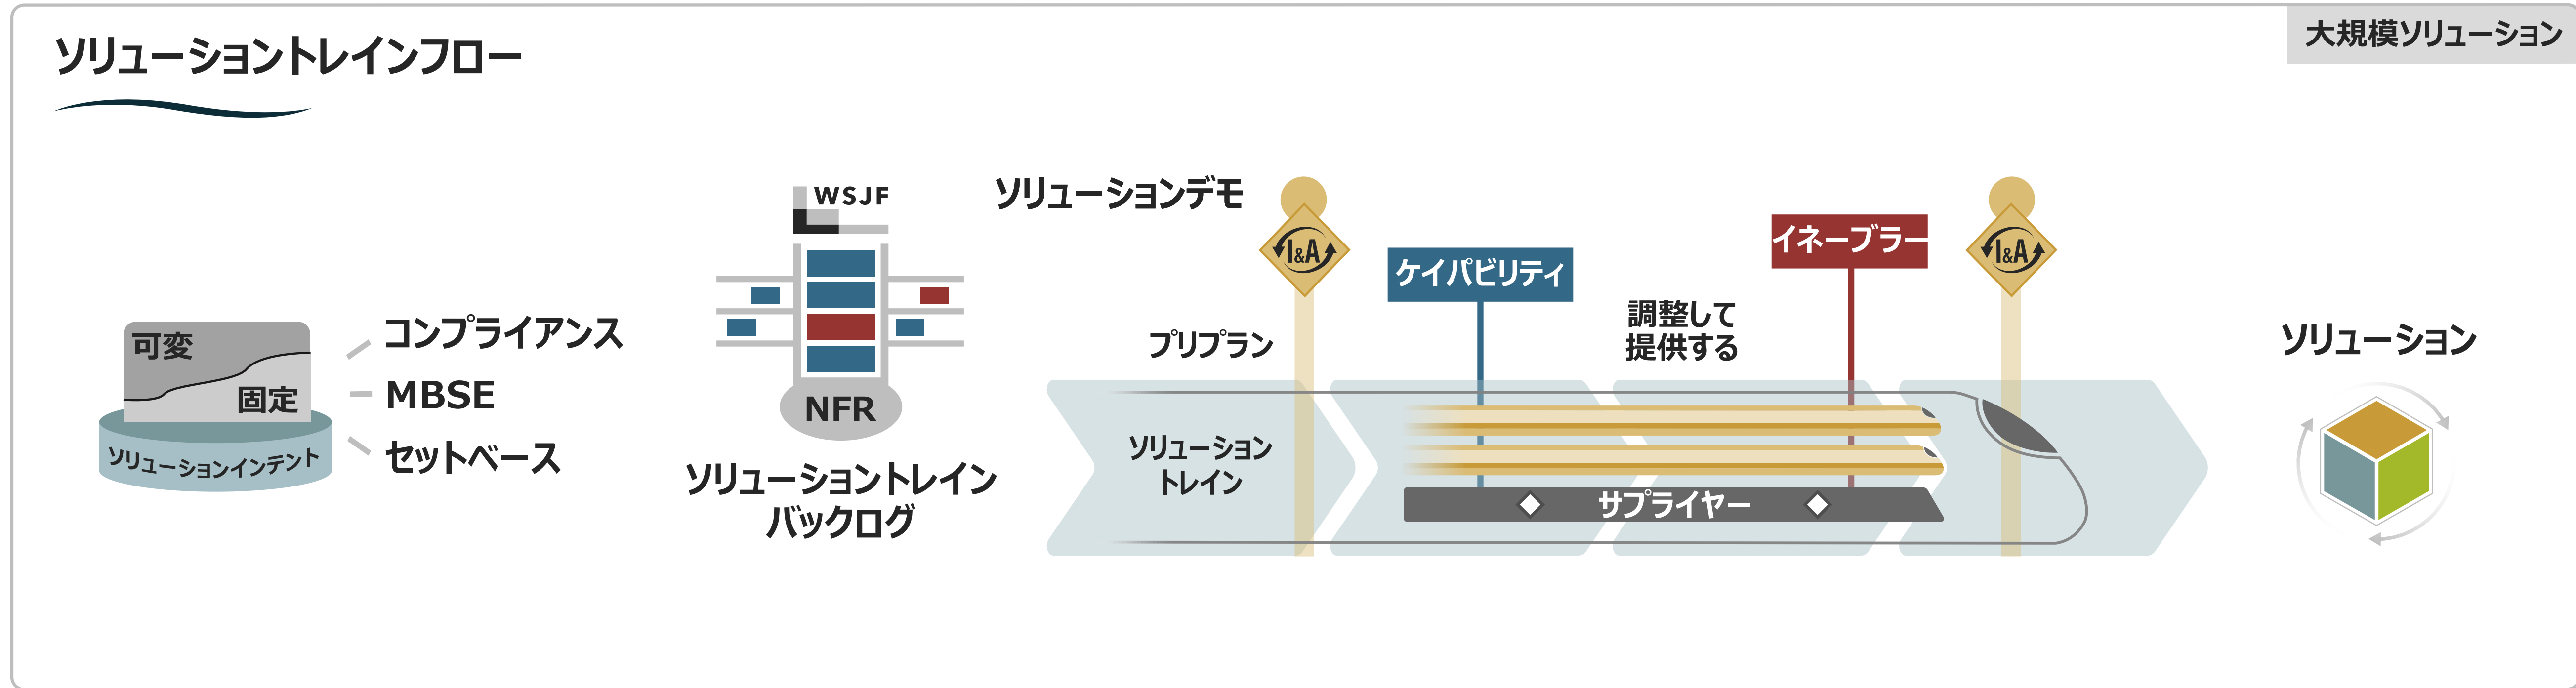 ソリューショントレインフロー
大規模ソリューション
可変
固定
ソリューションインテント
コンプライアンス
MBSE
セットベース
WSJF
NFR
ソリューショントレイン
バックログ
ソリューションデモ
I&A
プリプラン
ソリューション
トレイン
ケイパビリティ
調整して
提供する
イネーブラー
サプライヤー
I&A
ソリューション